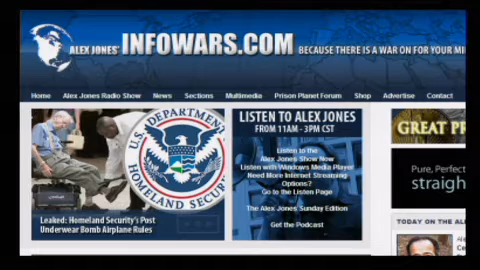 ALEX JONES' INFOWARS.COM BECAUSE THERE IS A WAR ON FOR YOUR MI
Home Alex Jones Radio Show News Sections Multimedia Prison Planet Forum Shop Advertise Contact
U.S. DEPARTMENT
HOMELAND SECUR
Leaked: Homeland Security's Post
Underwear Bomb Airplane Rules
LISTEN TO ALEX JONES
FROM 11AM - 3PM CST
Listen to the
Alex Jones Show Now
Listen with Windows Media Player
Need More Internet Streaming
Options?
Go to the Listen Page
The Alex Jones Sunday Edition
Get the Podcast
GREAT PR
Pure, Perfec
straigh
TODAY ON THE AL
Alex